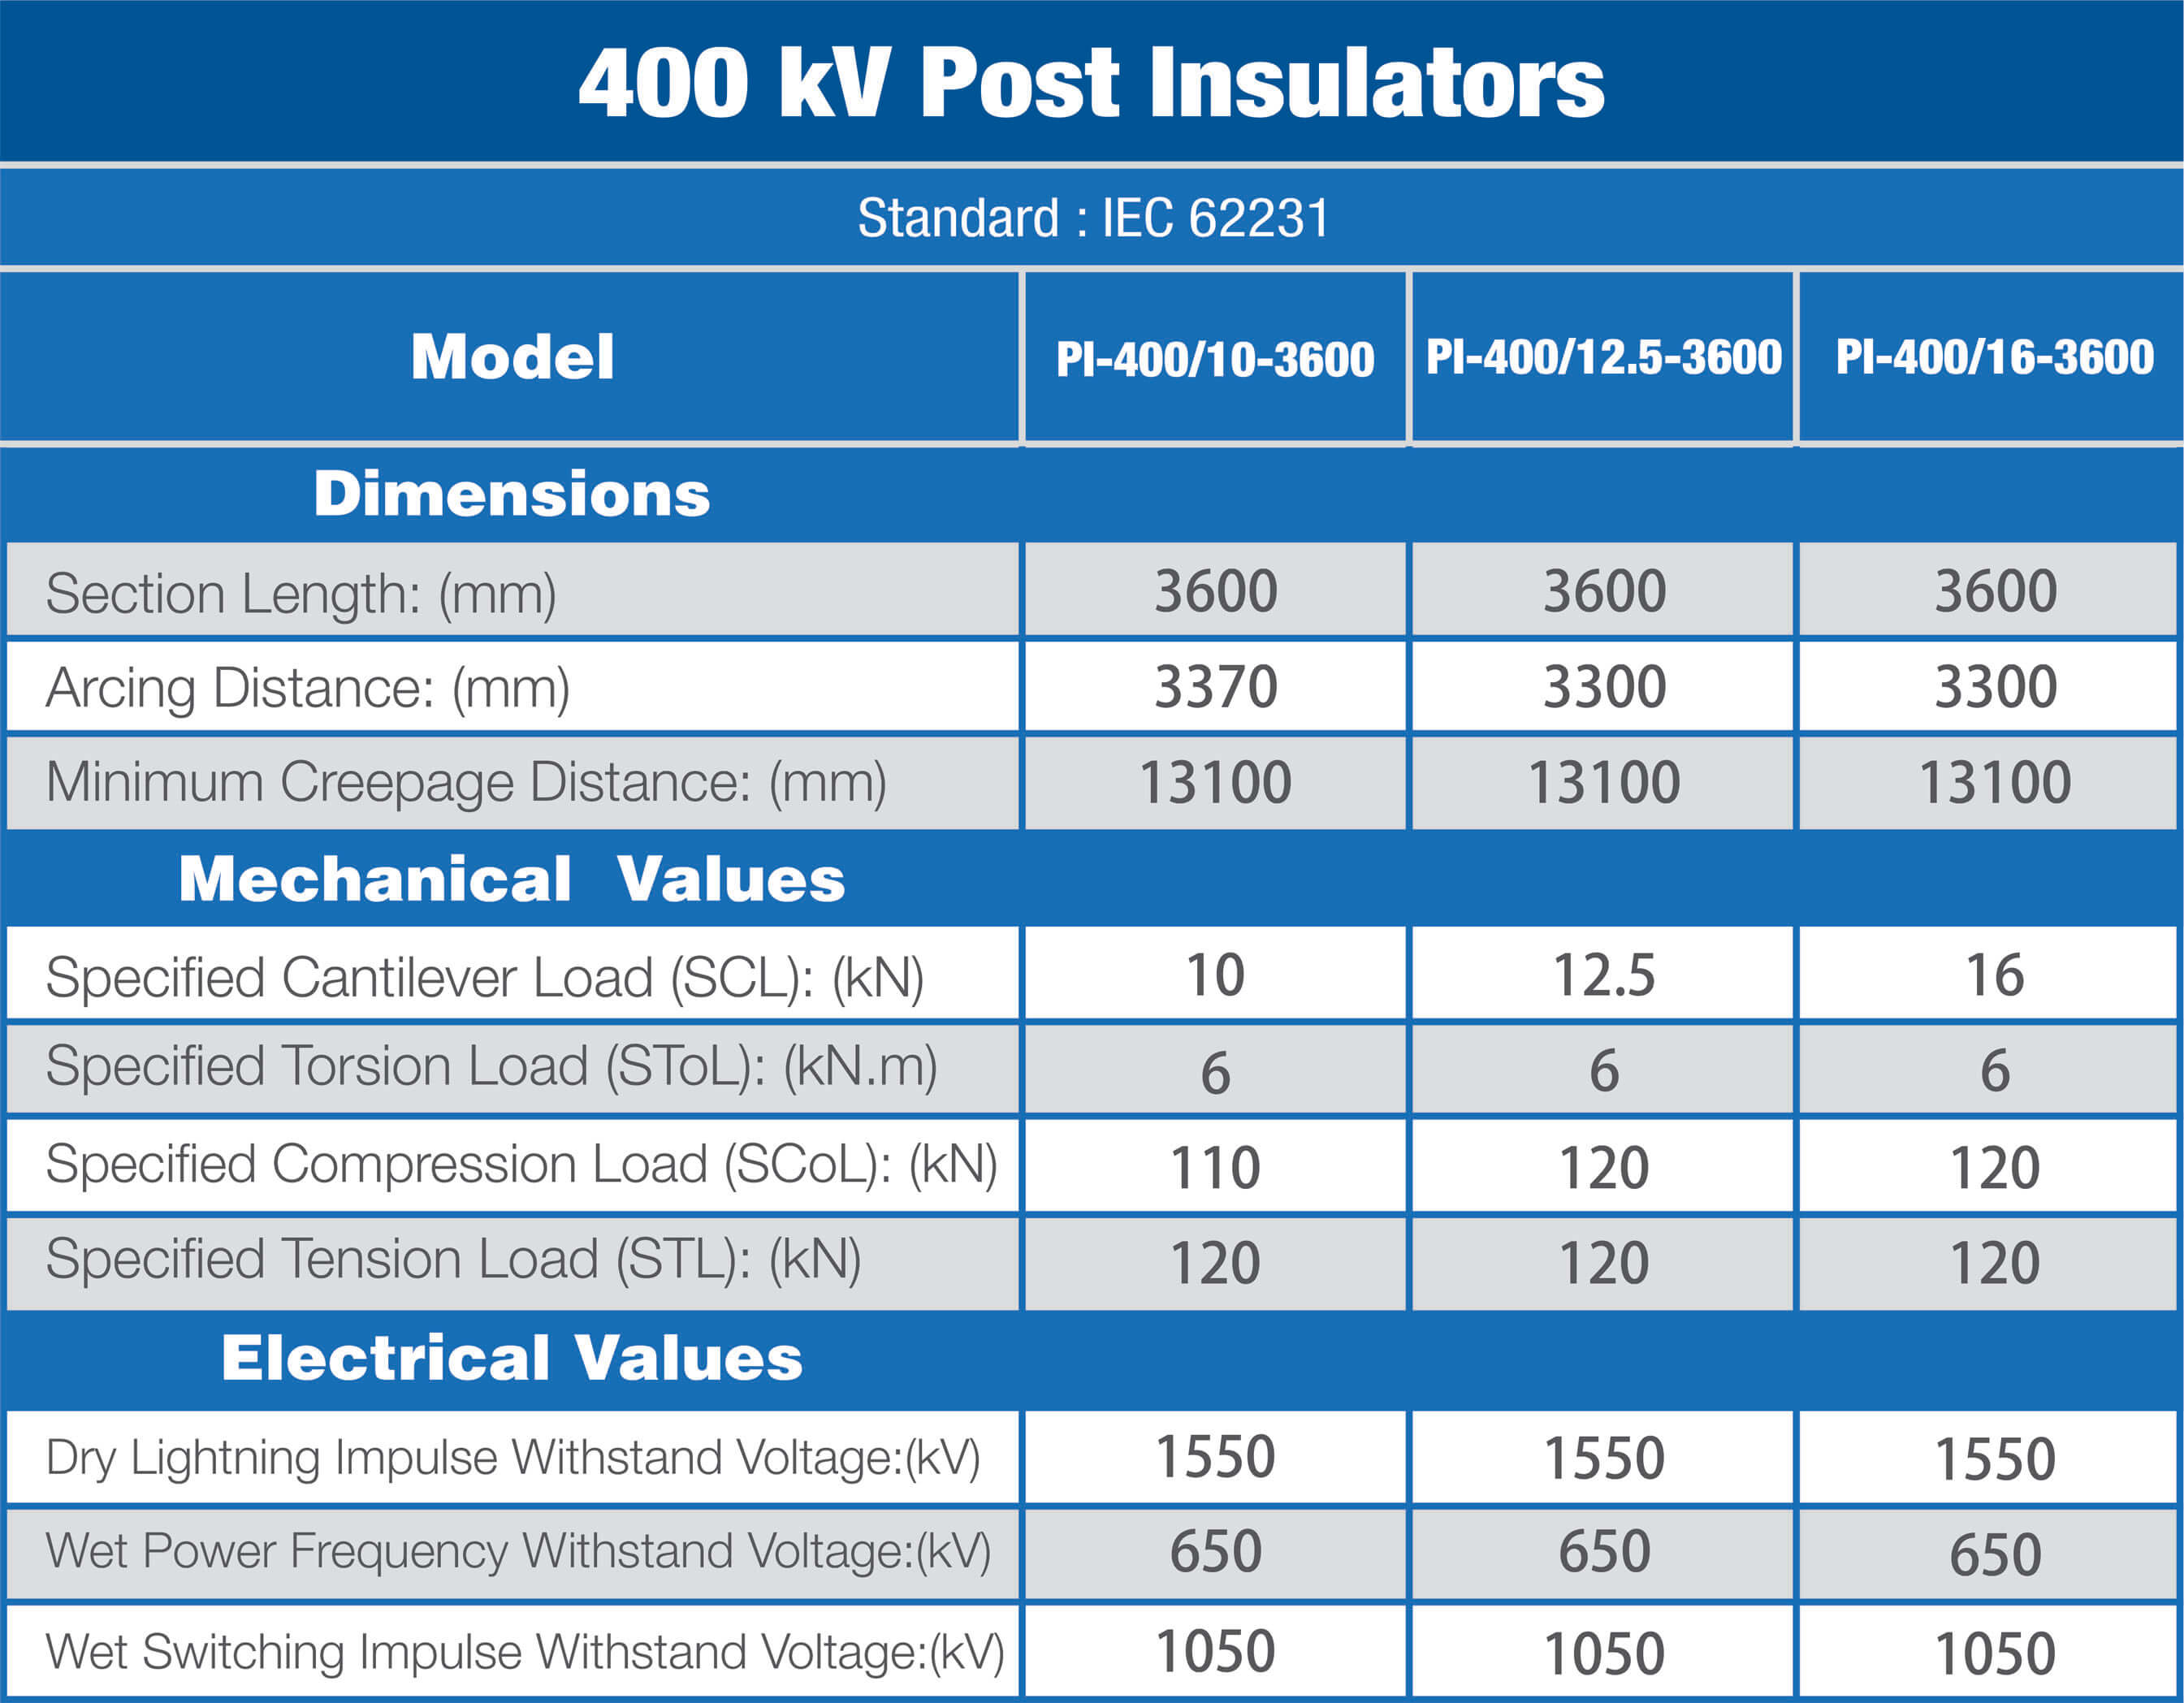 400 kV Post Insulators
Standard : IEC 62231
Model PI-400/10-3600 PI-400/12.5-3600 PI-400/16-3600
Dimensions
Section Length: (mm) 3600 3600 3600
Arcing Distance: (mm) 3370 3300 3300
Minimum Creepage Distance: (mm) 13100 13100 13100
Mechanical Values
Specified Cantilever Load (SCL): (kN) 10 12.5 16
Specified Torsion Load (SToL): (kN.m) 6 6 6
Specified Compression Load (SCoL): (kN) 110 120 120
Specified Tension Load (STL): (kN) 120 120 120
Electrical Values
Dry Lightning Impulse Withstand Voltage:(kV) 1550 1550 1550
Wet Power Frequency Withstand Voltage:(kV) 650 650 650
Wet Switching Impulse Withstand Voltage:(kV) 1050 1050 1050